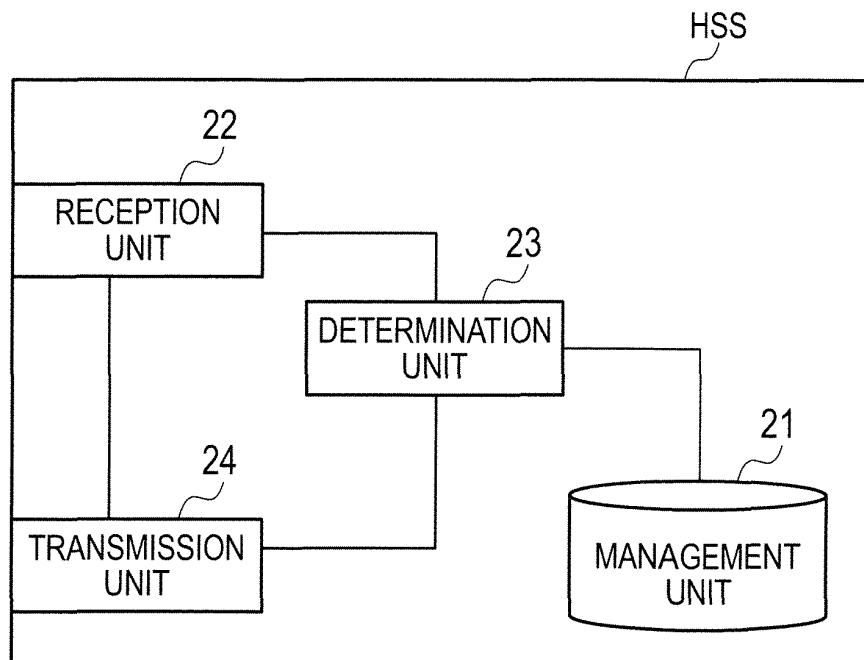 HSS
22
RECEPTION
UNIT
23
DETERMINATION
UNIT
21
MANAGEMENT
UNIT
24
TRANSMISSION
UNIT